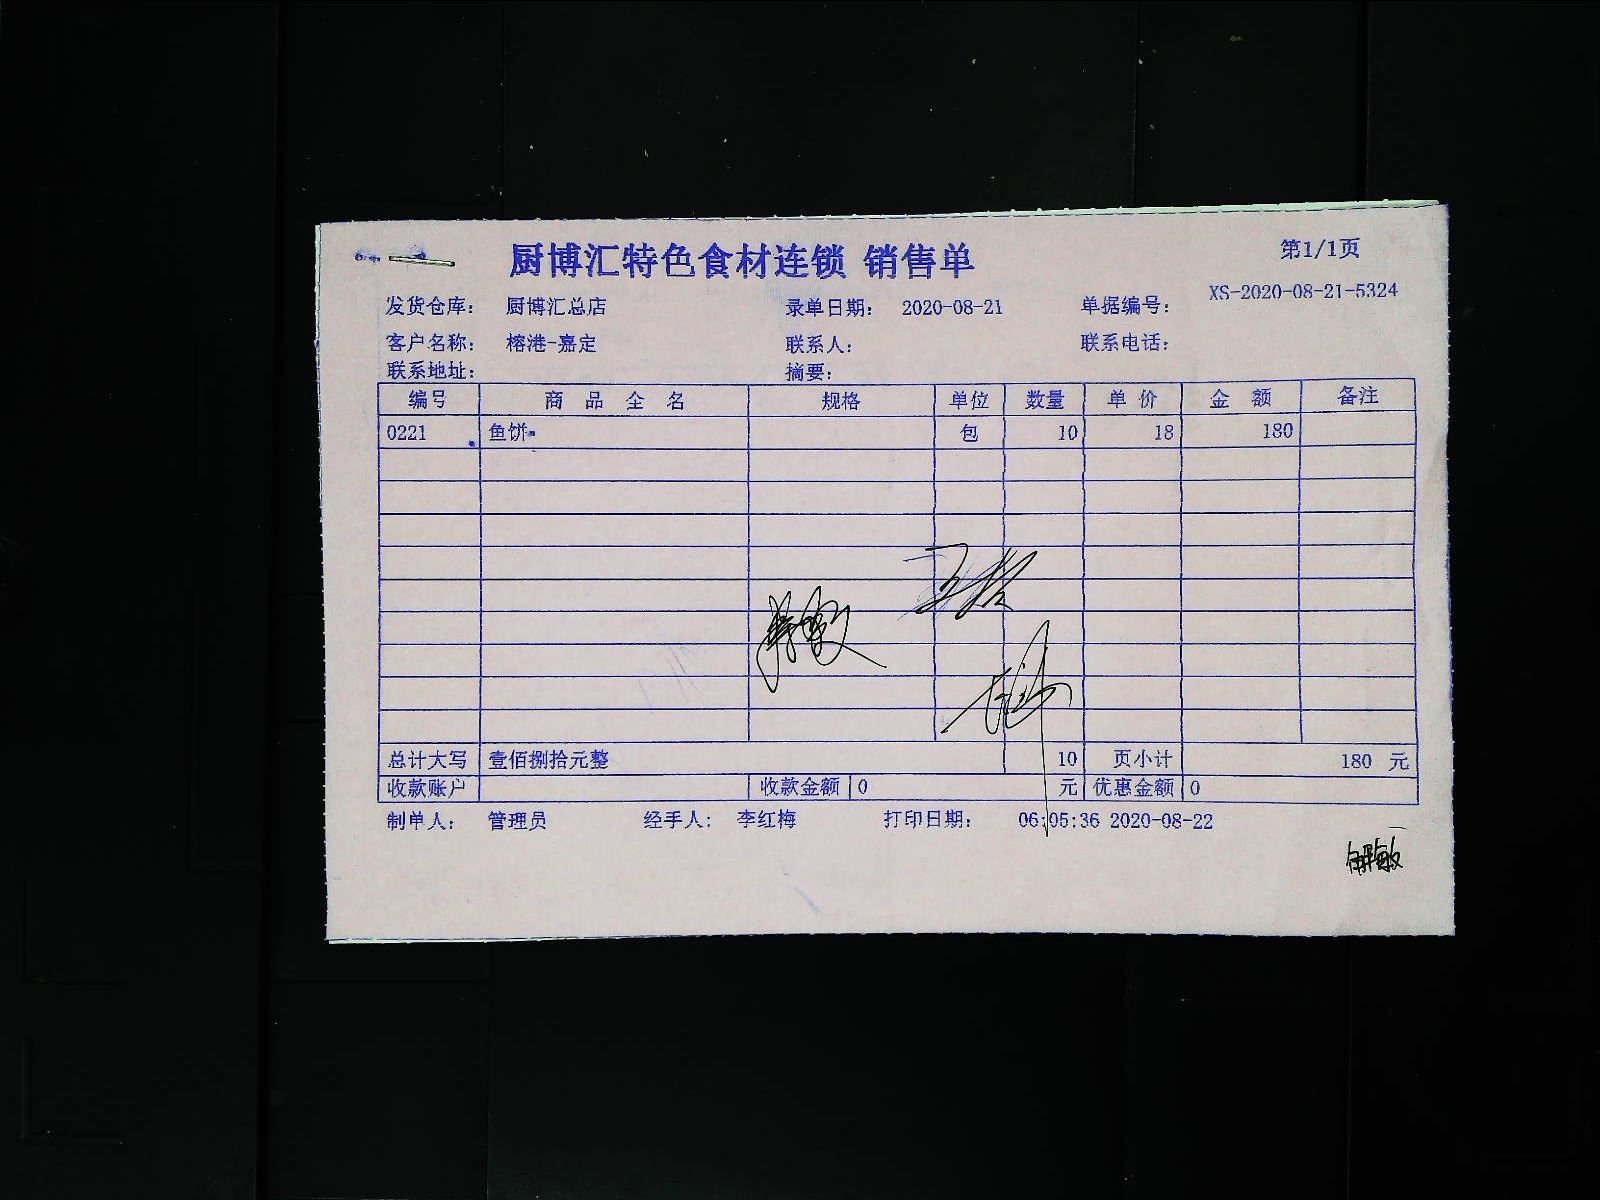 厨博汇特色食材连锁 销售单
第1/1页
发货仓库： 厨博汇总店 录单日期： 2020-08-21 单据编号： XS-2020-08-21-5324
客户名称： 榕港-嘉定 联系人： 联系电话：
联系地址： 摘要：
编号 商品全名 规格 单位 数量 单价 金额 备注
0221 鱼饼 包 10 18 180
总计大写 壹佰捌拾元整 10 页小计 180 元
收款账户 收款金额 0 元 优惠金额 0
制单人： 管理员 经手人： 李红梅 打印日期： 06:05:36 2020-08-22